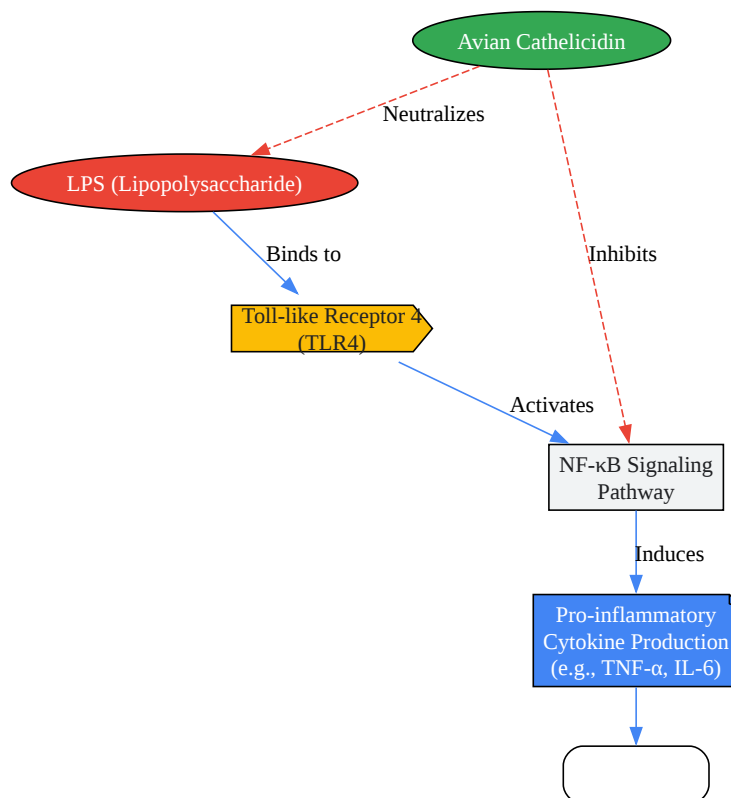 Avian Cathelicidin
Neutralizes
LPS (Lipopolysaccharide)
Binds to
Inhibits
Toll-like Receptor 4
(TLR4)
Activates
NF-κB Signaling
Pathway
Induces
Pro-inflammatory
Cytokine Production
(e.g., TNF-α, IL-6)